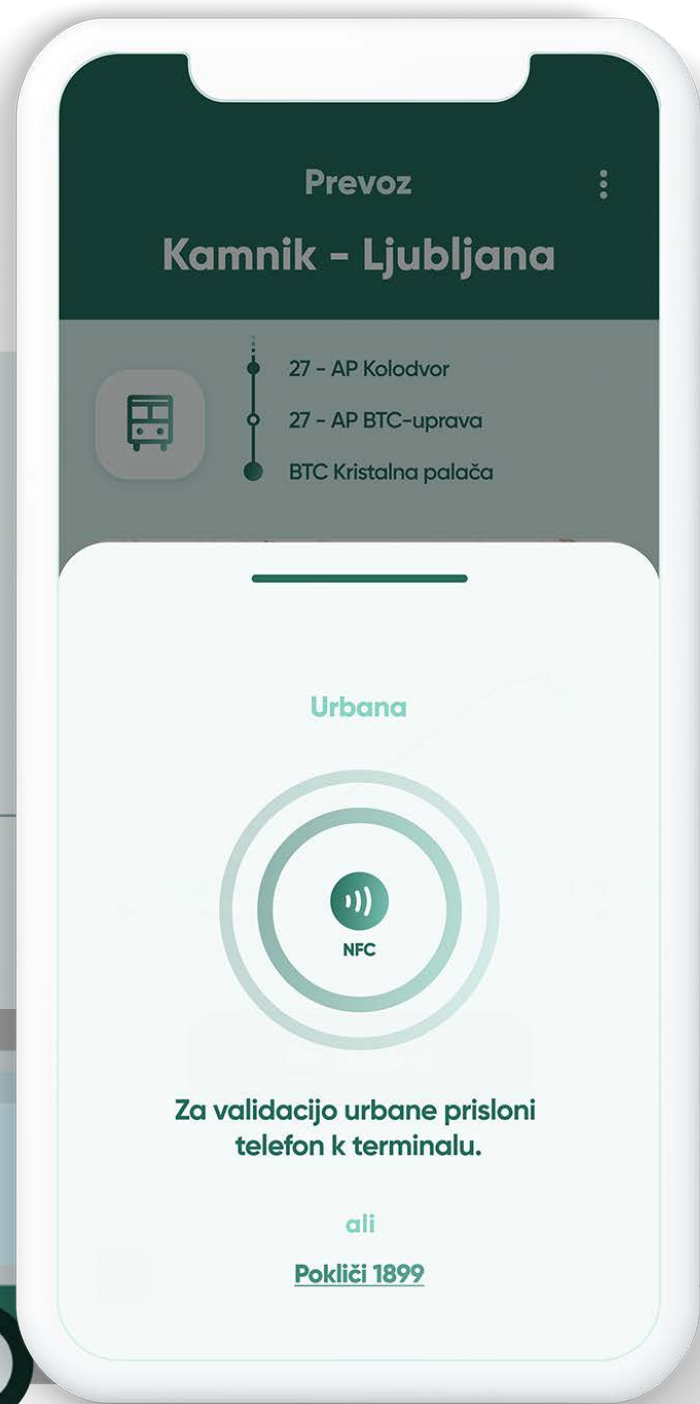 Prevoz
Kamnik - Ljubljana
27 - AP Kolodvor
27 - AP BTC-uprava
BTC Kristalna palača
Urbana
NFC
Za validacijo urbane prisloni
telefon k terminalu.
ali
Pokliči 1899